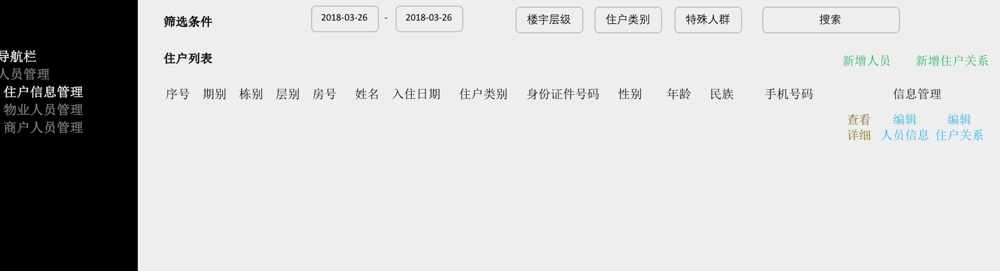 导航栏
人员管理
住户信息管理
物业人员管理
商户人员管理
筛选条件 2018-03-26 - 2018-03-26 楼宇层级 住户类别 特殊人群 搜索
住户列表 新增人员 新增住户关系
序号 期别 栋别 层别 房号 姓名 入住日期 住户类别 身份证件号码 性别 年龄 民族 手机号码 信息管理
查看 编辑 编辑
详细 人员信息 住户关系